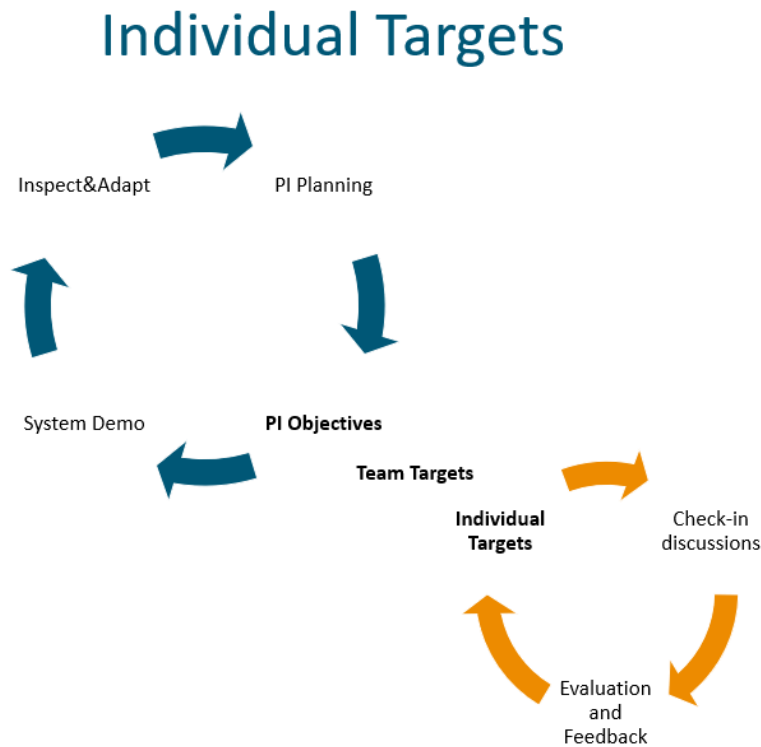 Individual Targets
Inspect&Adapt
PI Planning
System Demo
PI Objectives
Team Targets
Individual
Targets
Check-in
discussions
Evaluation
and
Feedback